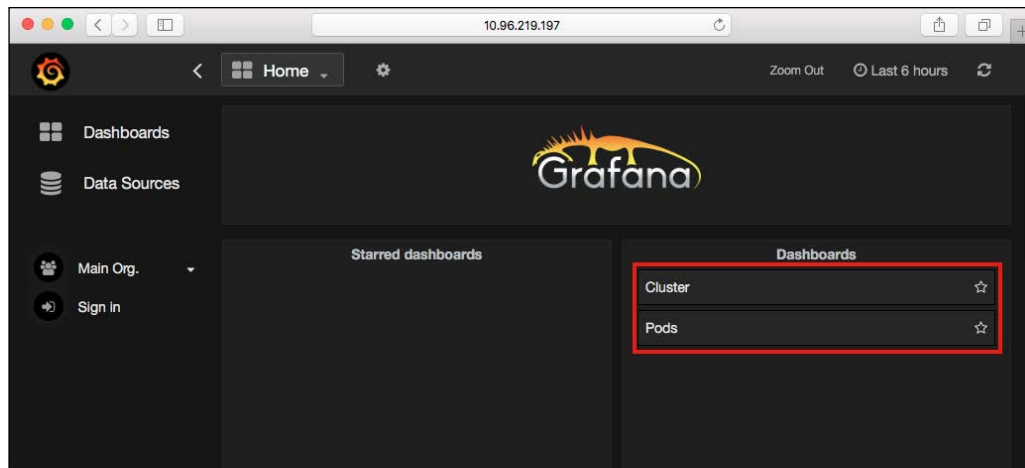 10.96.219.197
Home
Zoom Out Last 6 hours
Dashboards
Data Sources
Main Org.
Sign in
Grafana
Starred dashboards
Dashboards
Cluster
Pods